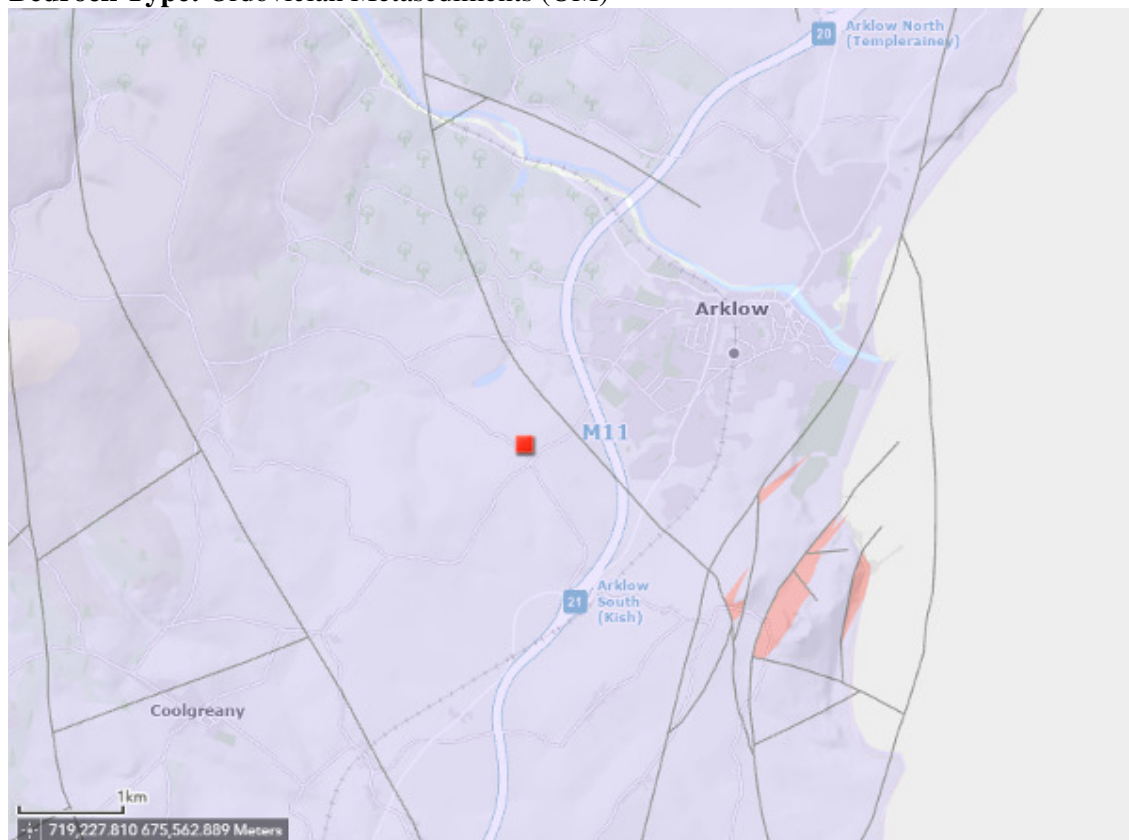 Bedrock Type: Ordovician Metasediments (OM)
20
Arklow North
(Templerainey)
Arklow
M11
21
Arklow
South
(Kish)
Coolgreany
1km
719,227.810 675,562.889 Meters